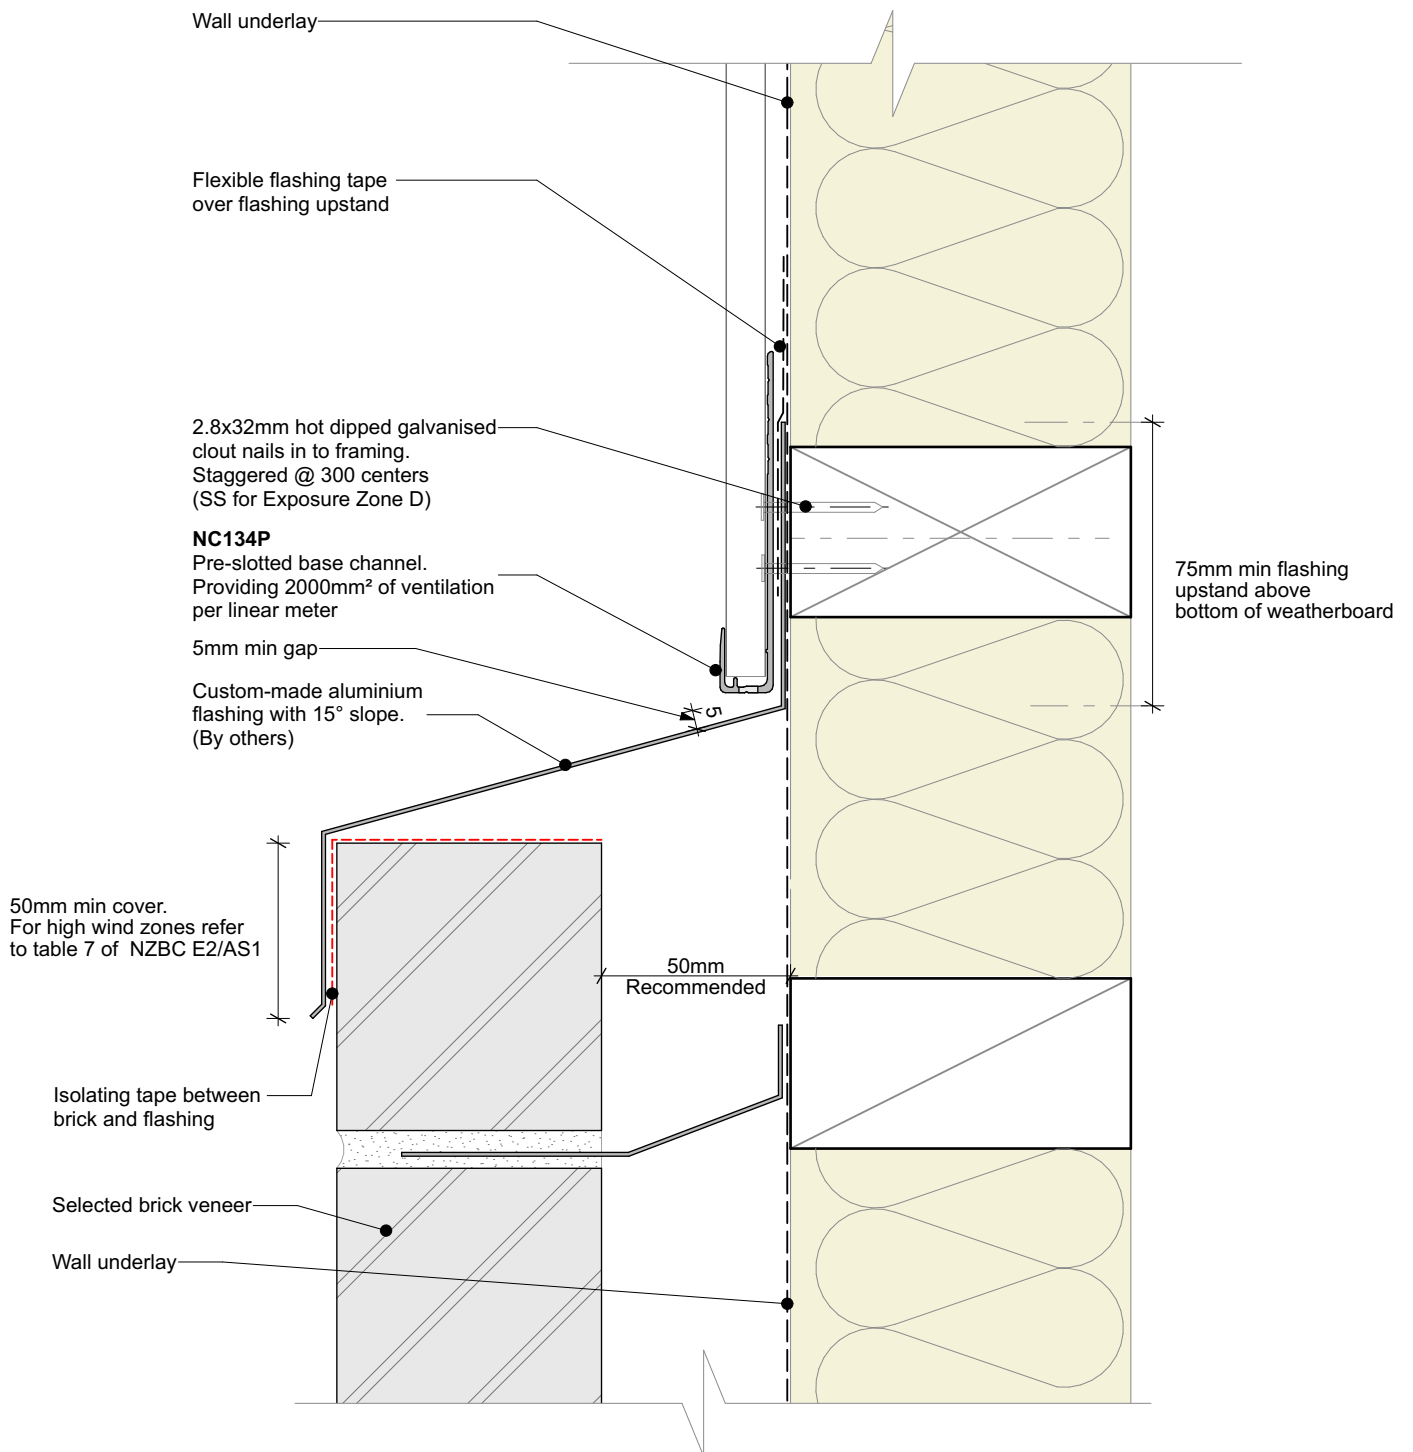 Wall underlay
Flexible flashing tape
over flashing upstand
2.8x32mm hot dipped galvanised
clout nails in to framing.
Staggered @ 300 centers
(SS for Exposure Zone D)
NC134P
Pre-slotted base channel.
Providing 2000mm² of ventilation
per linear meter
75mm min flashing
upstand above
bottom of weatherboard
5mm min gap
Custom-made aluminium
flashing with 15° slope.
(By others)
5
50mm min cover.
For high wind zones refer
to table 7 of NZBC E2/AS1
50mm
Recommended
Isolating tape between
brick and flashing
Selected brick veneer
Wall underlay